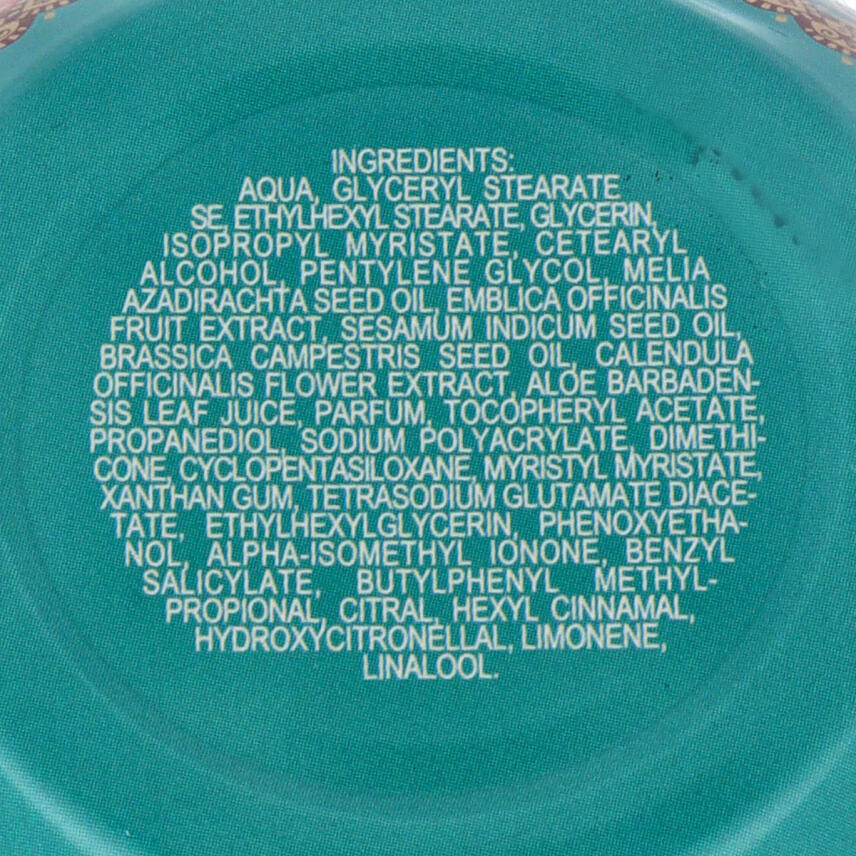 INGREDIENTS:
AQUA, GLYCERYL STEARATE
SE, ETHYLHEXYL STEARATE, GLYCERIN,
ISOPROPYL MYRISTATE, CETEARYL
ALCOHOL, PENTYLENE GLYCOL, MELIA
AZADIRACHTA SEED OIL, EMBLICA OFFICINALIS
FRUIT EXTRACT, SESAMUM INDICUM SEED OIL,
BRASSICA CAMPESTRIS SEED OIL, CALENDULA
OFFICINALIS FLOWER EXTRACT, ALOE BARBADEN-
SIS LEAF JUICE, PARFUM, TOCOPHERYL ACETATE,
PROPANEDIOL, SODIUM POLYACRYLATE, DIMETHI-
CONE, CYCLOPENTASILOXANE, MYRISTYL MYRISTATE,
XANTHAN GUM, TETRASODIUM GLUTAMATE DIACE-
TATE, ETHYLHEXYLGLYCERIN, PHENOXYETHA-
NOL, ALPHA-ISOMETHYL IONONE, BENZYL
SALICYLATE, BUTYLPHENYL METHYL-
PROPIONAL, CITRAL, HEXYL CINNAMAL,
HYDROXYCITRONELLAL, LIMONENE,
LINALOOL.